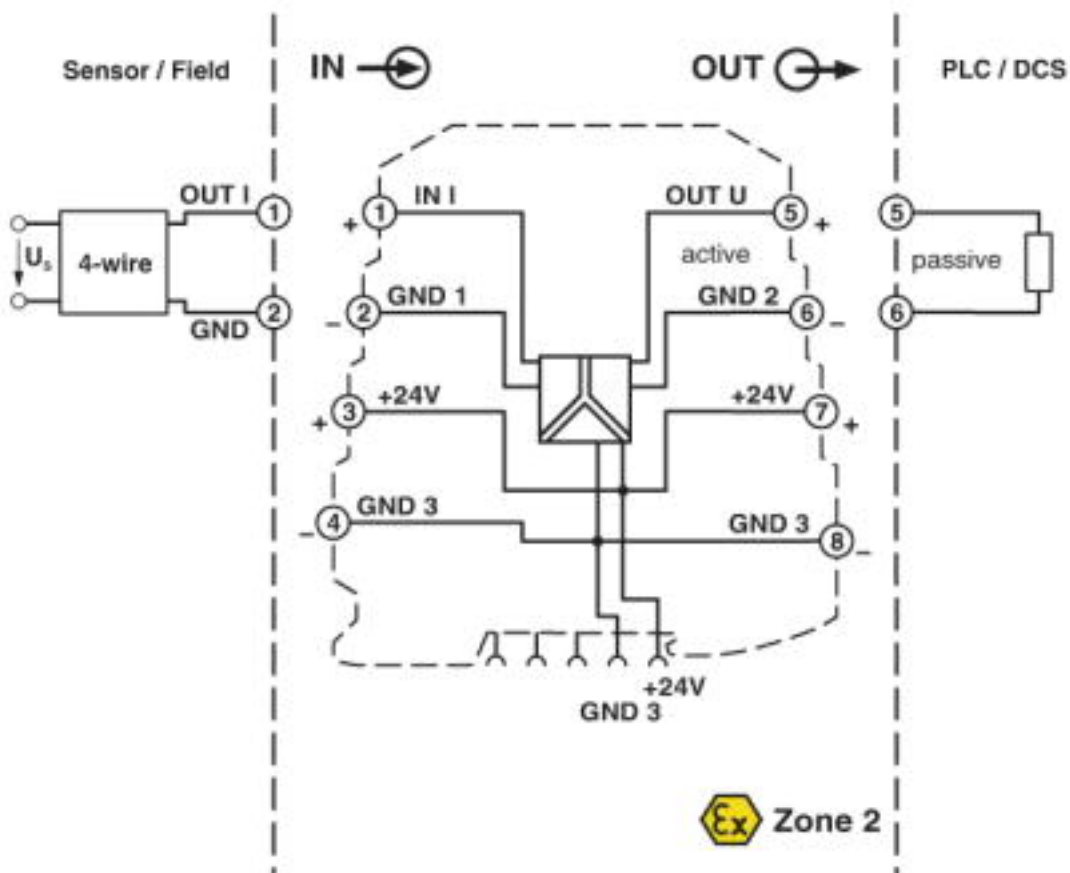 Sensor / Field
IN
OUT
PLC / DCS
OUT I
1
1
IN I
OUT U
5
5
+
+
Us
4-wire
active
passive
GND
2
2
GND 1
GND 2
6
6
−
−
3
+24V
+24V
7
+
+
4
GND 3
GND 3
8
−
−
+24V
GND 3
Ex
Zone 2